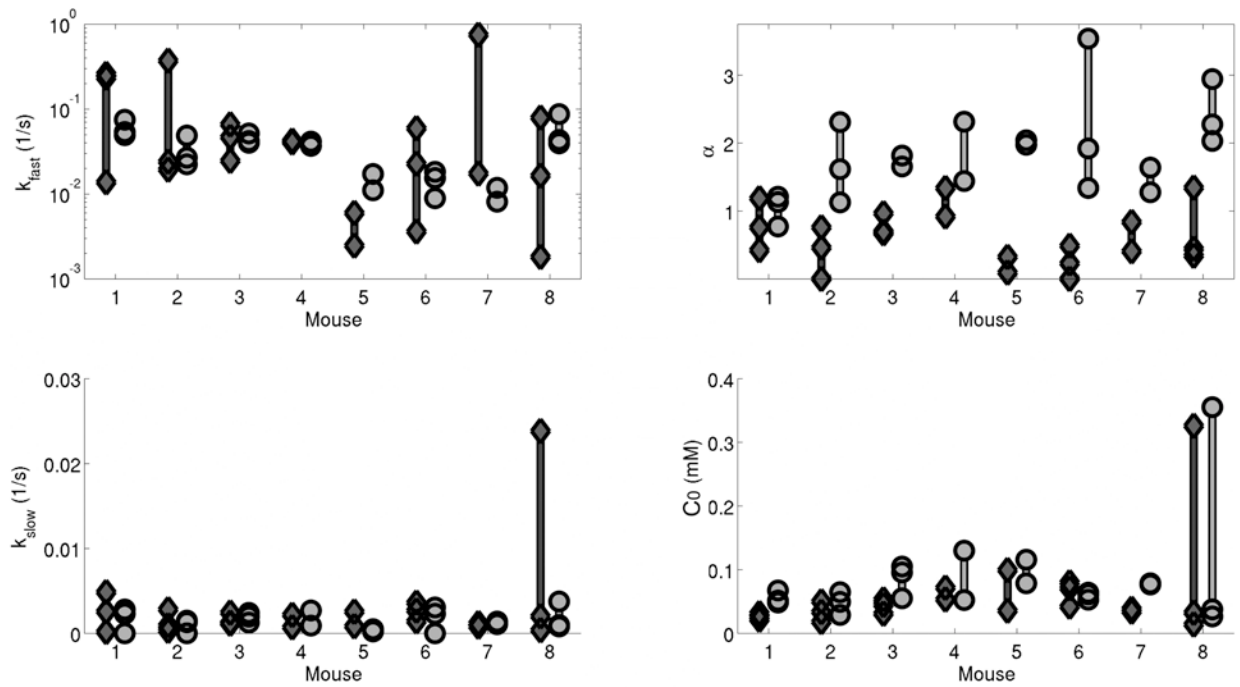 10^0
10^-1
10^-2
10^-3
k_fast (1/s)
1 2 3 4 5 6 7 8
Mouse
3
2
1
α
1 2 3 4 5 6 7 8
Mouse
0.03
0.02
0.01
0
k_slow (1/s)
1 2 3 4 5 6 7 8
Mouse
0.4
0.3
0.2
0.1
0
C0 (mM)
1 2 3 4 5 6 7 8
Mouse